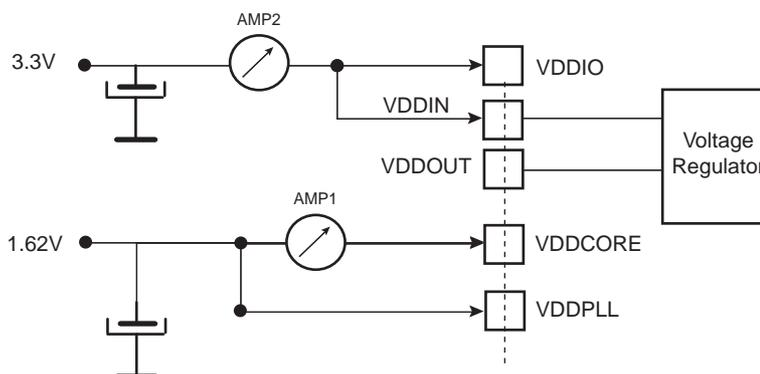 AMP2
3.3V
VDDIO
VDDIN
Voltage
Regulator
VDDOUT
AMP1
1.62V
VDDCORE
VDDPLL